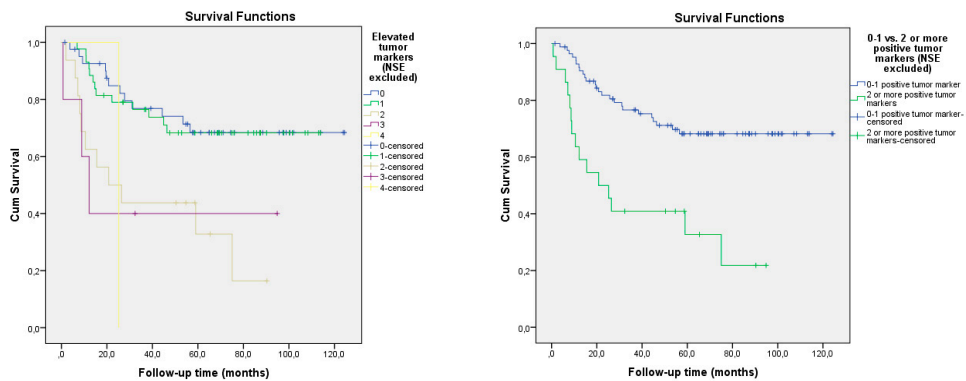 Survival Functions
Cum Survival
1,0
0,8
0,6
0,4
0,2
0,0
,0
20,0
40,0
60,0
80,0
100,0
120,0
Follow-up time (months)
Elevated
tumor
markers
(NSE
excluded)
0
1
2
3
4
0-censored
1-censored
2-censored
3-censored
4-censored
Survival Functions
Cum Survival
1,0
0,8
0,6
0,4
0,2
0,0
,0
20,0
40,0
60,0
80,0
100,0
120,0
Follow-up time (months)
0-1 vs. 2 or more
positive tumor
markers (NSE
excluded)
0-1 positive tumor marker
2 or more positive tumor
markers
0-1 positive tumor marker-
censored
2 or more positive tumor
markers-censored